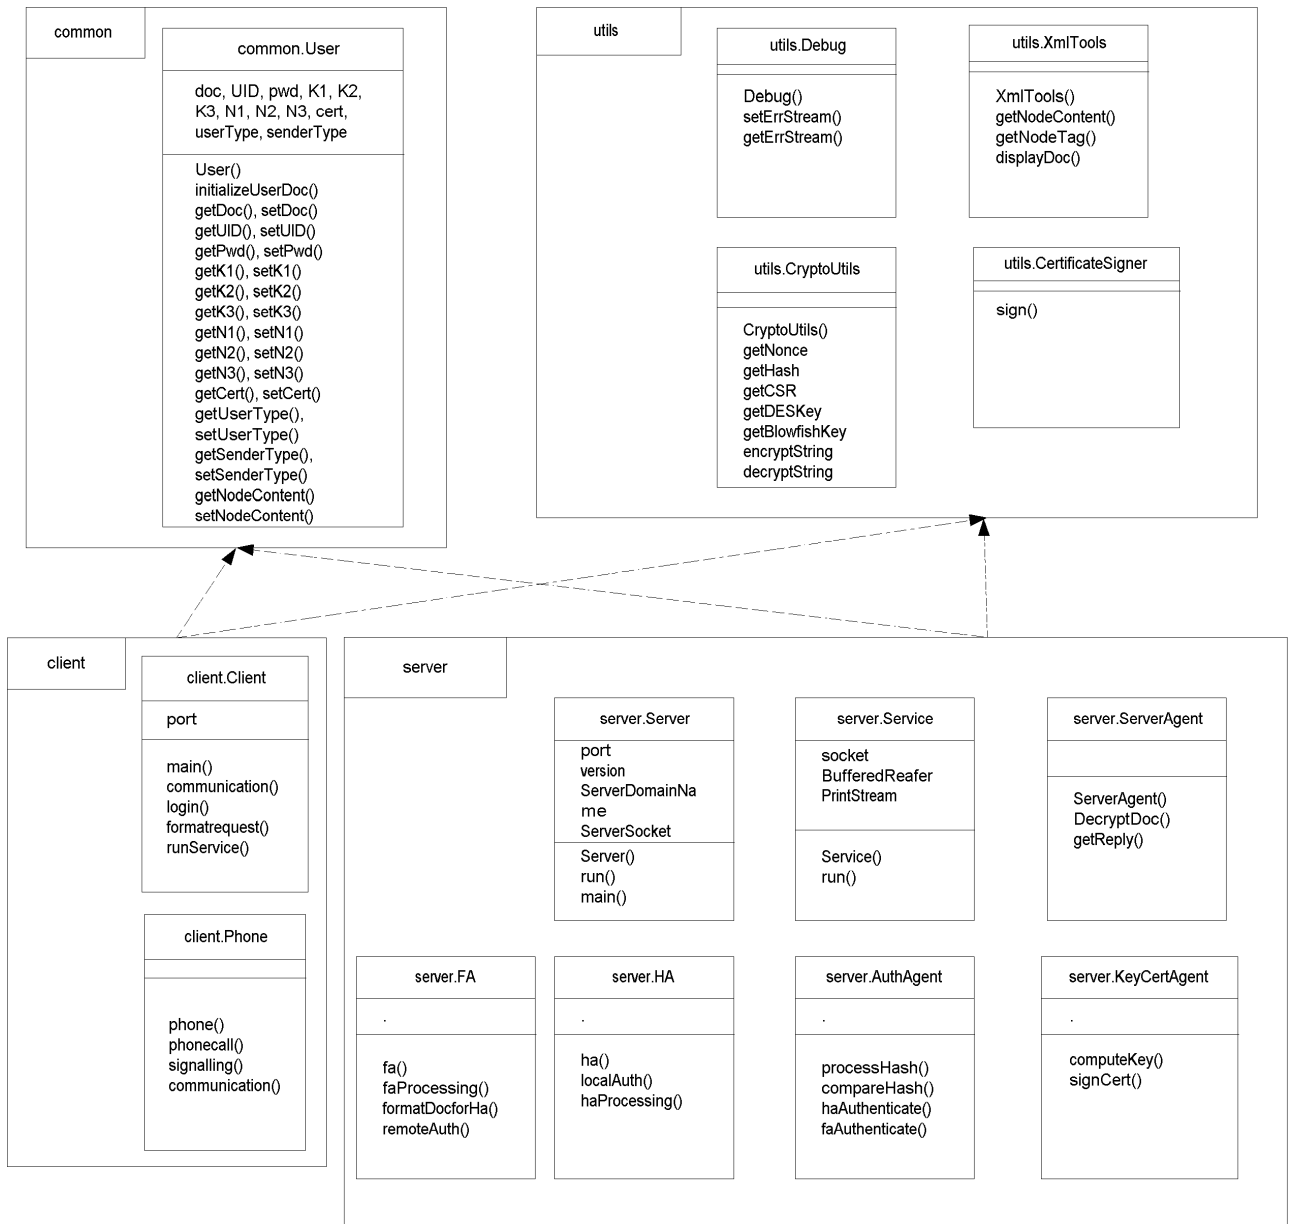 common
common.User
doc, UID, pwd, K1, K2,
K3, N1, N2, N3, cert,
userType, senderType
User()
initializeUserDoc()
getDoc(), setDoc()
getUID(), setUID()
getPwd(), setPwd()
getK1(), setK1()
getK2(), setK2()
getK3(), setK3()
getN1(), setN1()
getN2(), setN2()
getN3(), setN3()
getCert(), setCert()
getUserType(),
setUserType()
getSenderType(),
setSenderType()
getNodeContent()
setNodeContent()
utils
utils.Debug
Debug()
setErrStream()
getErrStream()
utils.XmlTools
XmlTools()
getNodeContent()
getNodeTag()
displayDoc()
utils.CryptoUtils
CryptoUtils()
getNonce
getHash
getCSR
getDESKey
getBlowfishKey
encryptString
decryptString
utils.CertificateSigner
sign()
client
client.Client
port
main()
communication()
login()
formatrequest()
runService()
client.Phone
phone()
phonecall()
signalling()
communication()
server
server.Server
port
version
ServerDomainNa
me
ServerSocket
Server()
run()
main()
server.Service
socket
BufferedReafer
PrintStream
Service()
run()
server.ServerAgent
ServerAgent()
DecryptDoc()
getReply()
server.FA
.
fa()
faProcessing()
formatDocforHa()
remoteAuth()
server.HA
.
ha()
localAuth()
haProcessing()
server.AuthAgent
.
processHash()
compareHash()
haAuthenticate()
faAuthenticate()
server.KeyCertAgent
.
computeKey()
signCert()